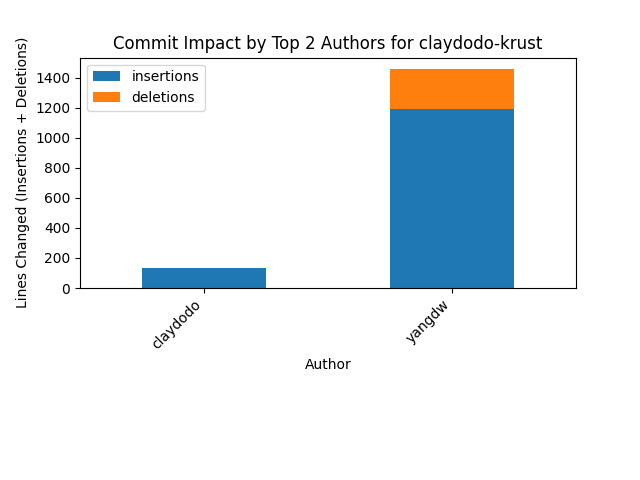 Commit Impact by Top 2 Authors for claydodo-krust
Lines Changed (Insertions + Deletions)
1400
1200
1000
800
600
400
200
0
insertions
deletions
claydodo
yangdw
Author